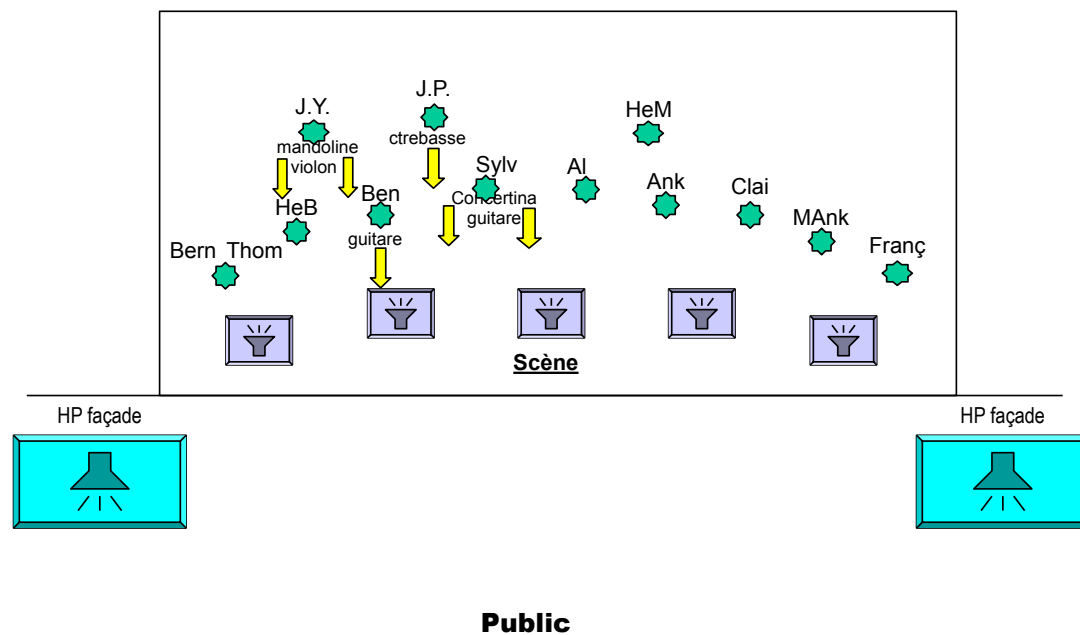 J.Y.
mandoline
violon
J.P.
ctrebasse
HeM
Sylv
Concertina
guitare
Al
Ank
Clai
MAnk
Franç
HeB
Ben
guitare
Bern Thom
Scène
HP façade
HP façade
Public